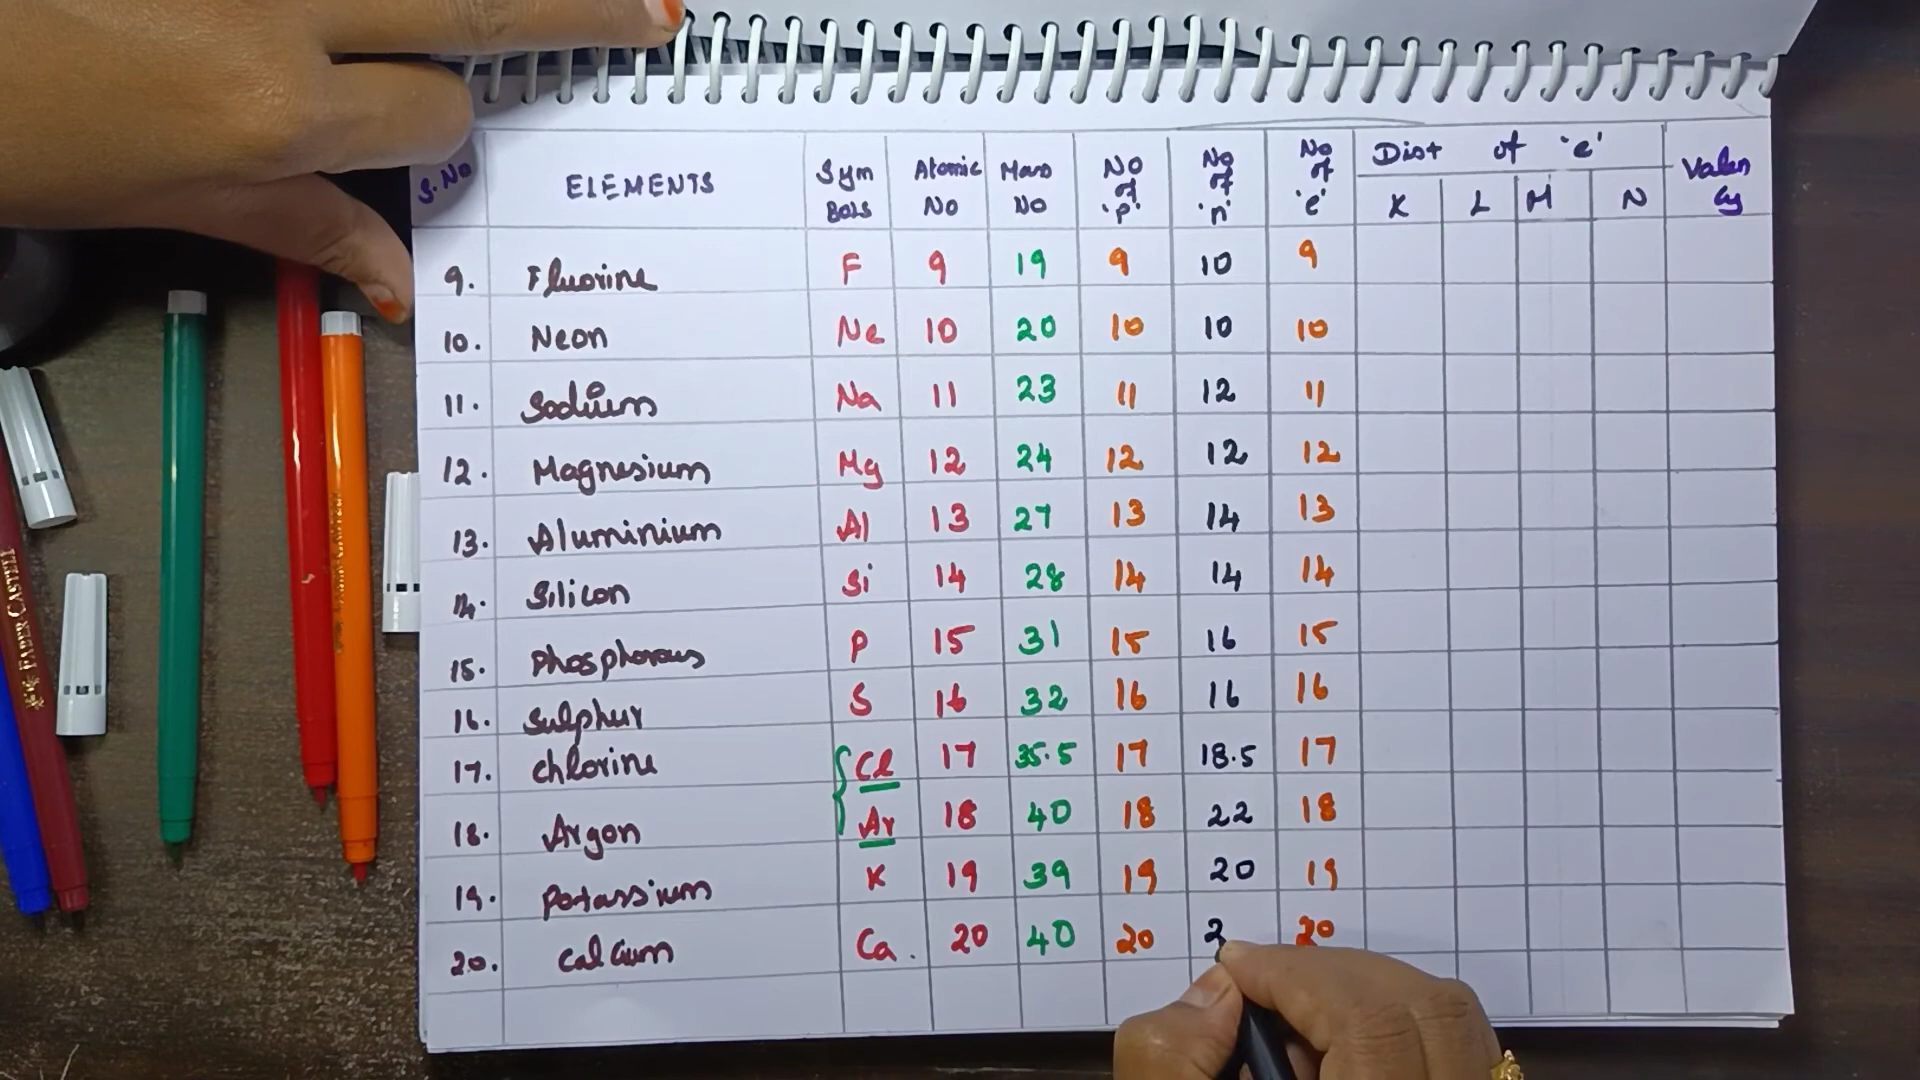 S.No ELEMENTS Sym Bols Atomic No Mass No No of 'p' No of 'n' No of 'e' Dist of 'e' K L M N Valen cy
9. Fluorine F 9 19 9 10 9
10. Neon Ne 10 20 10 10 10
11. Sodium Na 11 23 11 12 11
12. Magnesium Mg 12 24 12 12 12
13. Aluminium Al 13 27 13 14 13
14. Silicon Si 14 28 14 14 14
15. Phosphorous P 15 31 15 16 15
16. Sulphur S 16 32 16 16 16
17. chlorine Cl 17 35.5 17 18.5 17
18. Argon Ar 18 40 18 22 18
19. Potassium K 19 39 19 20 19
20. Calcium Ca. 20 40 20 2 20
FABER CASTELL